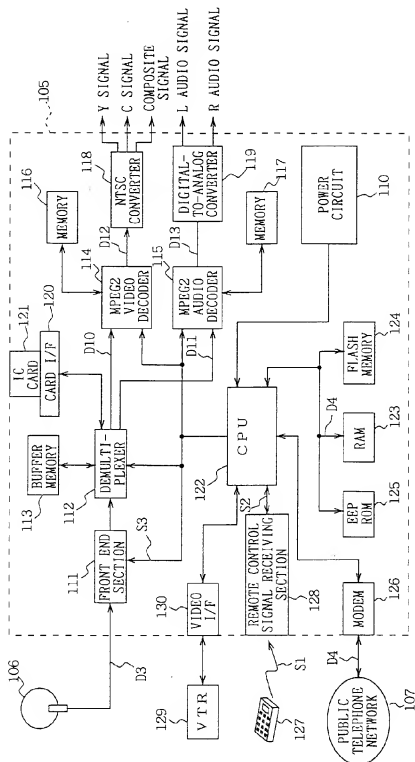 105
Y SIGNAL
C SIGNAL
COMPOSITE
SIGNAL
L AUDIO SIGNAL
R AUDIO SIGNAL
116
MEMORY
118
NTSC
CONVERTER
119
DIGITAL-
TO-ANALOG
CONVERTER
117
MEMORY
110
POWER
CIRCUIT
D12
D13
114
MPEG2
VIDEO
DECODER
115
MPEG2
AUDIO
DECODER
121
IC
CARD
120
CARD I/F
D10
D11
113
BUFFER
MEMORY
112
DEMULTI-
PLEXER
111
FRONT END
SECTION
S3
122
CPU
124
FLASH
MEMORY
D4
123
RAM
125
EEP
ROM
S2
130
VIDEO I/F
128
REMOTE CONTROL
SIGNAL RECEIVING
SECTION
126
MODEM
106
D3
129
VTR
127
S1
D4
107
PUBLIC
TELEPHONE
NETWORK